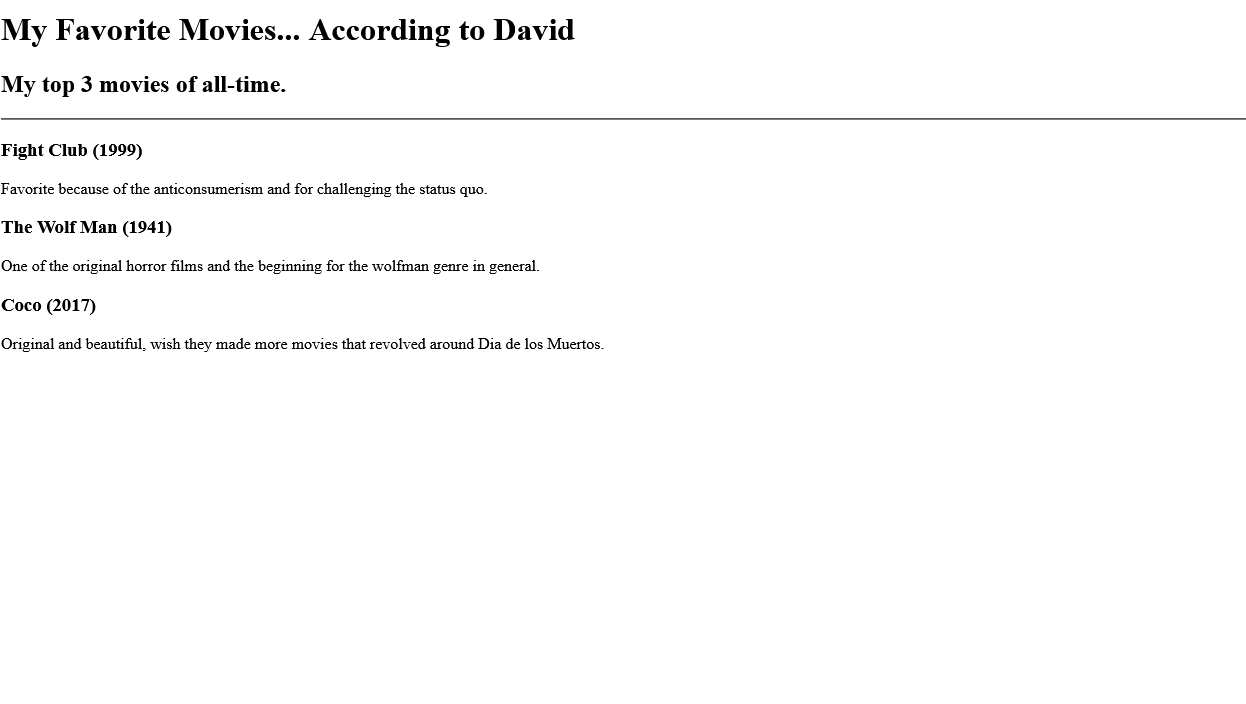 My Favorite Movies... According to David
My top 3 movies of all-time.
Fight Club (1999)
Favorite because of the anticonsumerism and for challenging the status quo.
The Wolf Man (1941)
One of the original horror films and the beginning for the wolfman genre in general.
Coco (2017)
Original and beautiful, wish they made more movies that revolved around Dia de los Muertos.